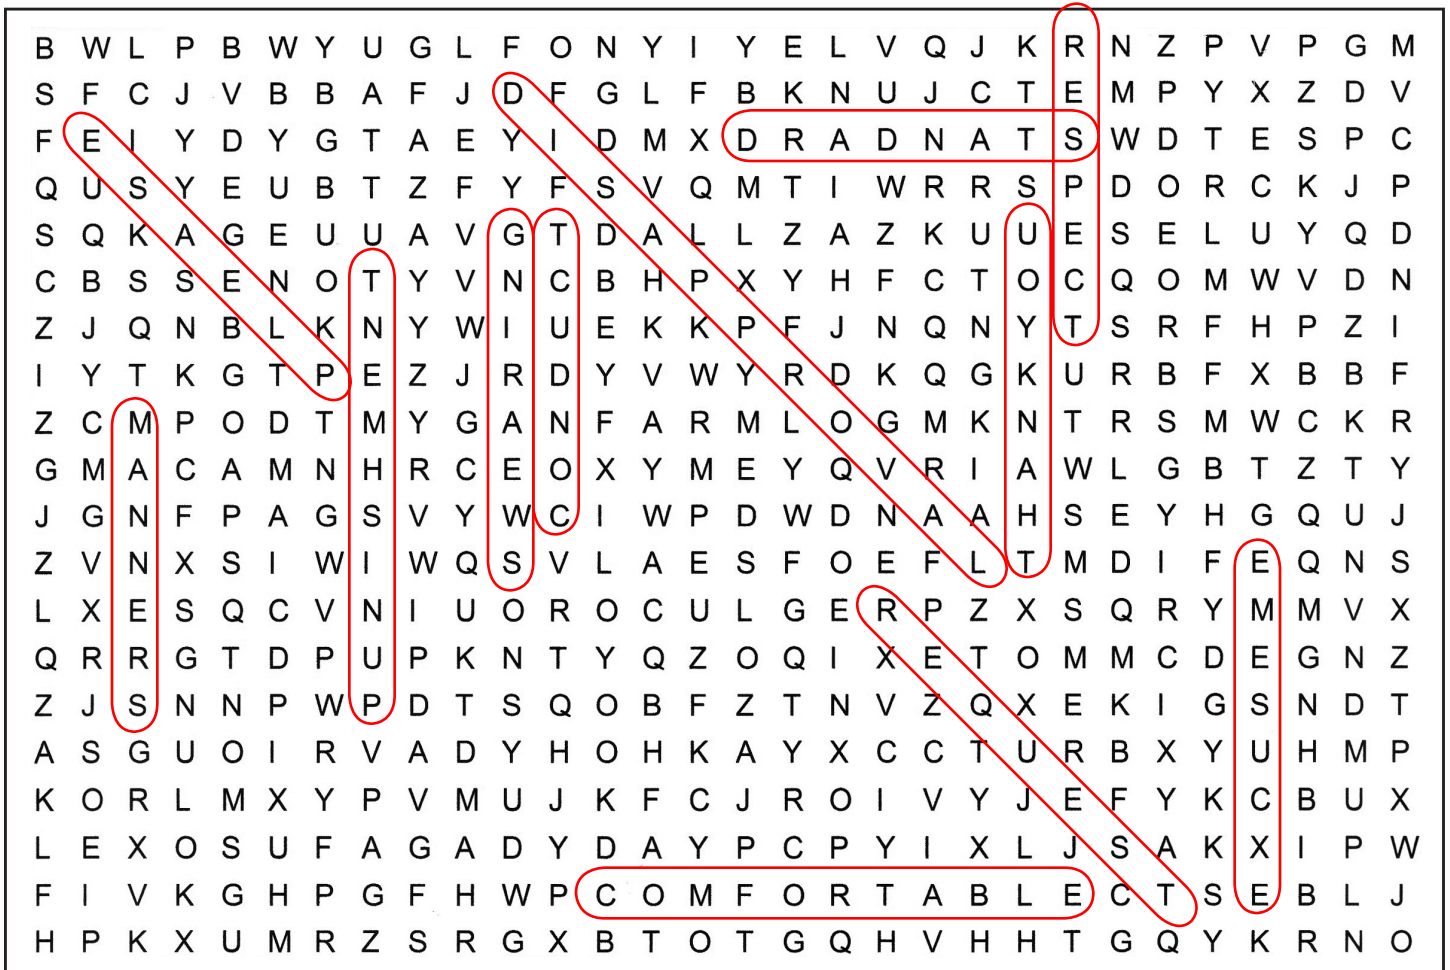 B W L P B W Y U G L F O N Y I Y E L V Q J K R N Z P V P G M
S F C J V B B A F J D F G L F B K N U J C T E M P Y X Z D V
F E I Y D Y G T A E Y I D M X D R A D N A T S W D T E S P C
Q U S Y E U B T Z F Y F S V Q M T I W R R S P D O R C K J P
S Q K A G E U U A V G T D A L L Z A Z K U U E S E L U Y Q D
C B S S E N O T Y V N C B H P X Y H F C T O C Q O M W V D N
Z J Q N B L K N Y W I U E K K P F J N Q N Y T S R F H P Z I
I Y T K G T P E Z J R D Y V W Y R D K Q G K U R B F X B B F
Z C M P O D T M Y G A N F A R M L O G M K N T R S M W C K R
G M A C A M N H R C E O X Y M E Y Q V R I A W L G B T Z T Y
J G N F P A G S V Y W C I W P D W D N A A H S E Y H G Q U J
Z V N X S I W I W Q S V L A E S F O E F L T M D I F E Q N S
L X E S Q C V N I U O R O C U L G E R P Z X S Q R Y M M V X
Q R R G T D P U P K N T Y Q Z O Q I X E T O M M C D E G N Z
Z J S N N P W P D T S Q O B F Z T N V Z Q X E K I G S N D T
A S G U O I R V A D Y H O H K A Y X C C T U R B X Y U H M P
K O R L M X Y P V M U J K F C J R O I V Y J E F Y K C B U X
L E X O S U F A G A D Y D A Y P C P Y I X L J S A K X I P W
F I V K G H P G F H W P C O M F O R T A B L E C T S E B L J
H P K X U M R Z S R G X B T O T G Q H V H H T G Q Y K R N O